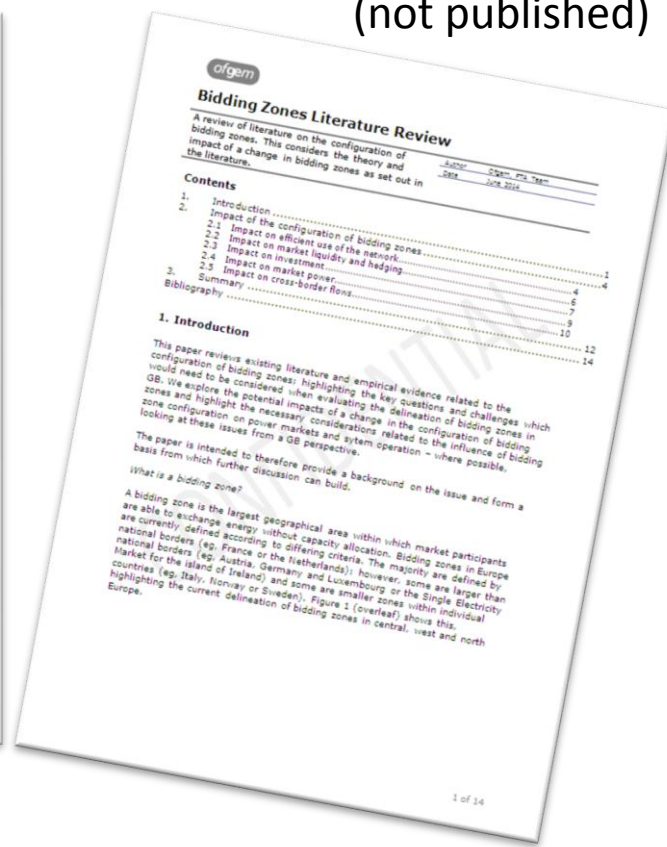 (not published)
ofgem
Bidding Zones Literature Review
A review of literature on the configuration of
bidding zones. This considers the theory and
impact of a change in bidding zones as set out in
the literature.
Author Ofgem, FTA Team
Date June 2014
Contents
1. Introduction 1
2. Impact of the configuration of bidding zones 4
2.1 Impact on efficient use of the network 4
2.2 Impact on market liquidity and hedging 6
2.3 Impact on investment 7
2.4 Impact on market power 9
2.5 Impact on cross-border flows 10
3. Summary 12
Bibliography 14
1. Introduction
This paper reviews existing literature and empirical evidence related to the
configuration of bidding zones; highlighting the key questions and challenges which
would need to be considered when evaluating the delineation of bidding zones in
GB. We explore the potential impacts of a change in the configuration of bidding
zones and highlight the necessary considerations related to the influence of bidding
zone configuration on power markets and sytem operation – where possible,
looking at these issues from a GB perspective.
The paper is intended to therefore provide a background on the issue and form a
basis from which further discussion can build.
What is a bidding zone?
A bidding zone is the largest geographical area within which market participants
are able to exchange energy without capacity allocation. Bidding zones in Europe
are currently defined according to differing criteria. The majority are defined by
national borders (eg, France or the Netherlands); however, some are larger than
national borders (eg, Austria, Germany and Luxembourg or the Single Electricity
Market for the island of Ireland) and some are smaller zones within individual
countries (eg, Italy, Norway or Sweden). Figure 1 (overleaf) shows this,
highlighting the current delineation of bidding zones in central, west and north
Europe.
CONFIDENTIAL
1 of 14